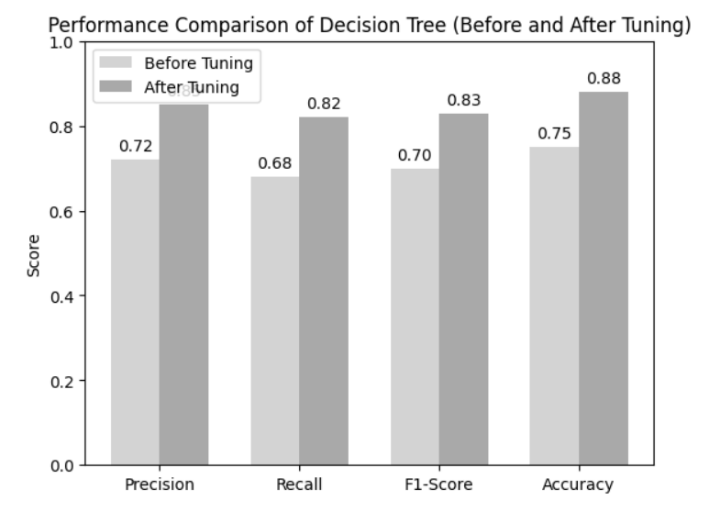 Performance Comparison of Decision Tree (Before and After Tuning)
1.0
Before Tuning
After Tuning
0.88
0.82
0.83
0.8
0.75
0.72
0.70
0.68
0.6
Score
0.4
0.2
0.0
Precision
Recall
F1-Score
Accuracy